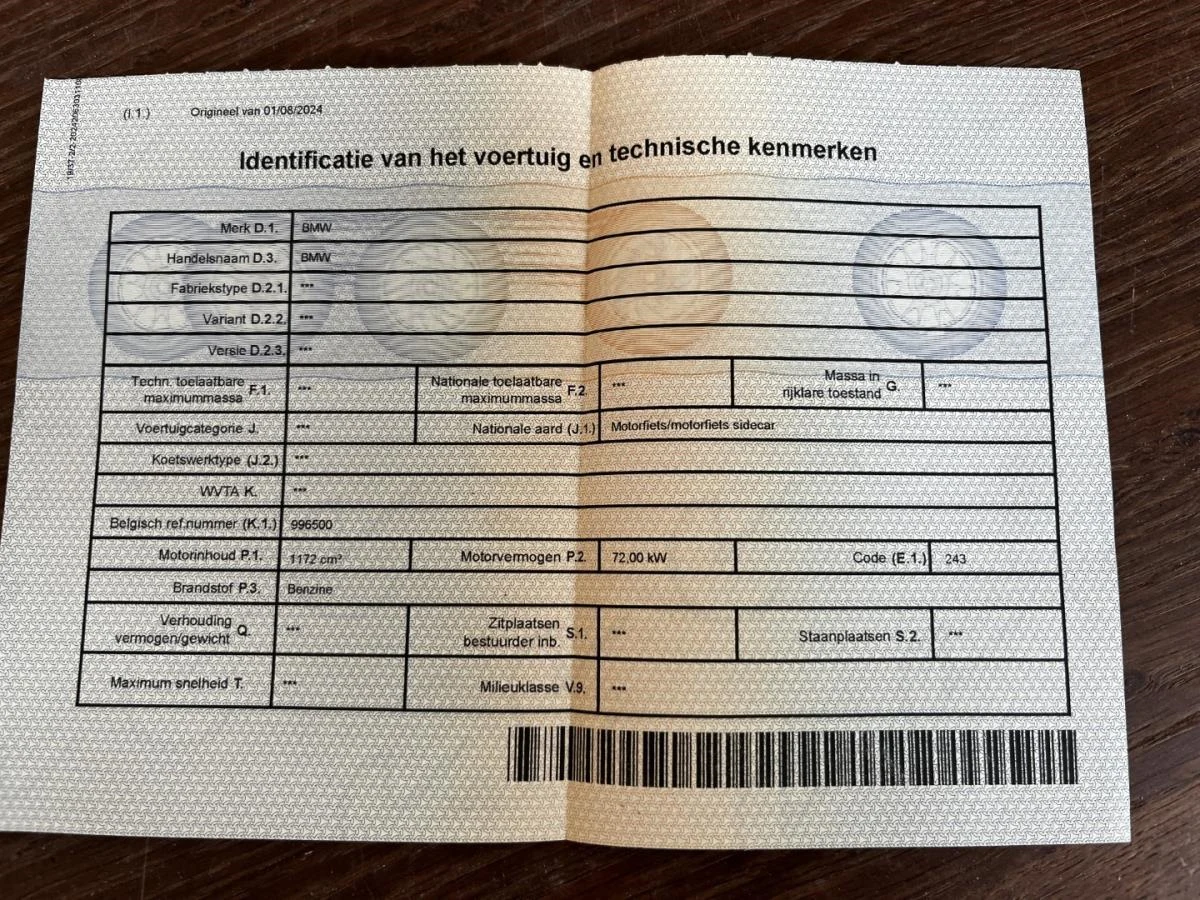 (I.1.) Origineel van 01/08/2024
Identificatie van het voertuig en technische kenmerken
Merk D.1. BMW
Handelsnaam D.3. BMW
Fabriekstype D.2.1. ***
Variant D.2.2. ***
Versie D.2.3. ***
Techn. toelaatbare maximummassa F.1. *** Nationale toelaatbare maximummassa F.2. *** Massa in rijklare toestand G. ***
Voertuigcategorie J. *** Nationale aard (J.1.) Motorfiets/motorfiets sidecar
Koetswerktype (J.2.) ***
WVTA K. ***
Belgisch ref.nummer (K.1.) 996500
Motorinhoud P.1. 1172 cm³ Motorvermogen P.2. 72,00 kW Code (E.1.) 243
Brandstof P.3. Benzine
Verhouding vermogen/gewicht Q. *** Zitplaatsen bestuurder inb. S.1. *** Staanplaatsen S.2. ***
Maximum snelheid T. *** Milieuklasse V.9. ***